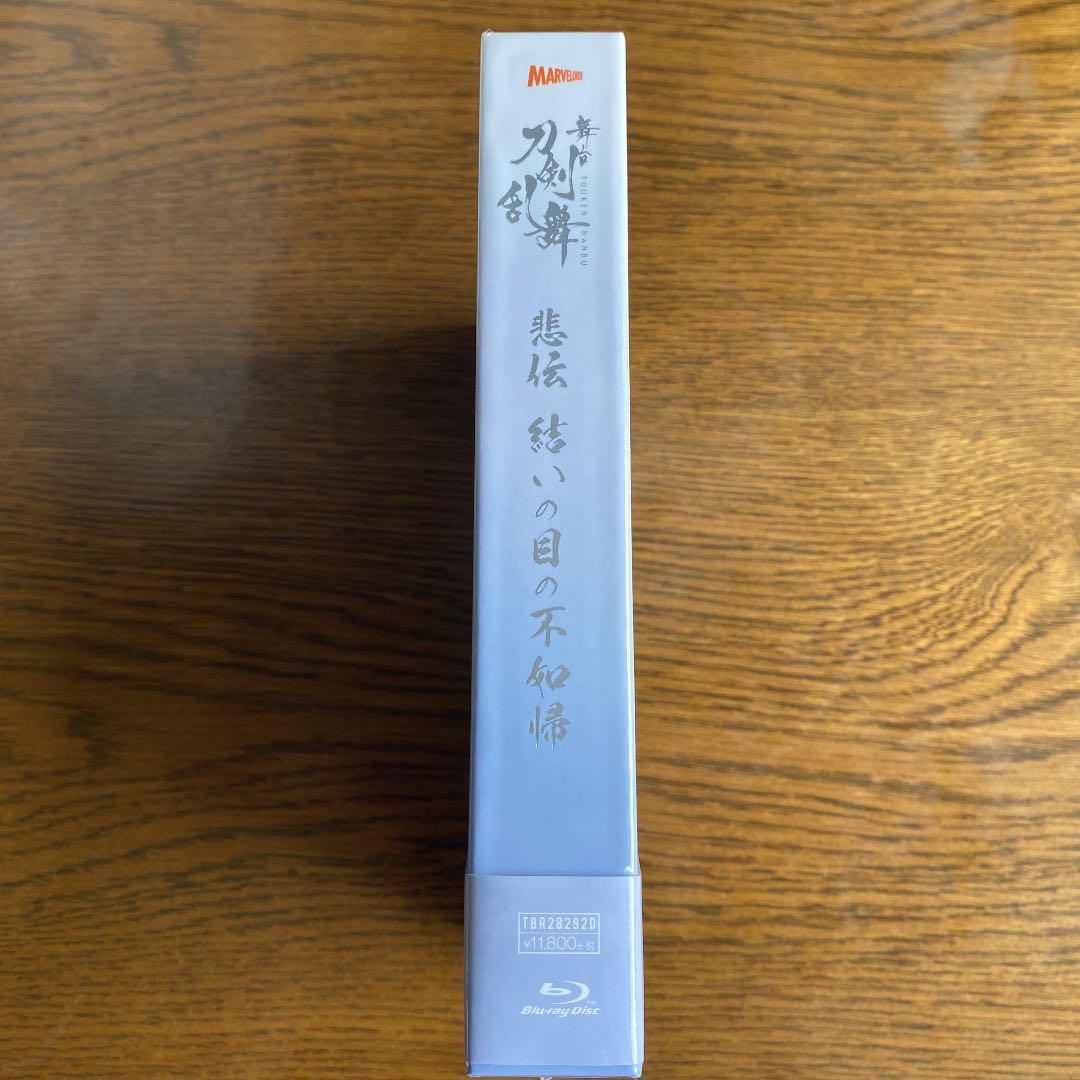 MARVELOUS!
舞台
刀剣乱舞
TOUKEN RANBU
悲伝 結いの目の不如帰
TBR28292D
¥11,800+税
Blu-ray Disc™